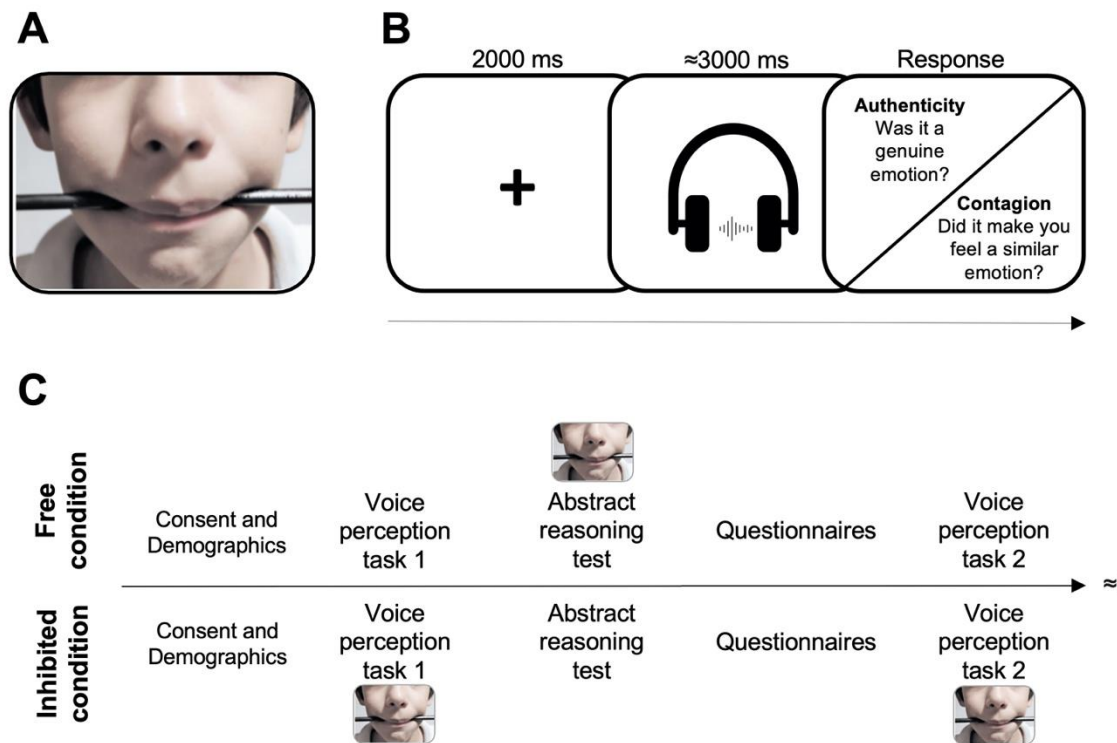 A
B
2000 ms
≈3000 ms
Response
Authenticity
Was it a
genuine
emotion?
Contagion
Did it make you
feel a similar
emotion?
C
Free
condition
Consent and
Demographics
Voice
perception
task 1
Abstract
reasoning
test
Questionnaires
Voice
perception
task 2
≈
Inhibited
condition
Consent and
Demographics
Voice
perception
task 1
Abstract
reasoning
test
Questionnaires
Voice
perception
task 2